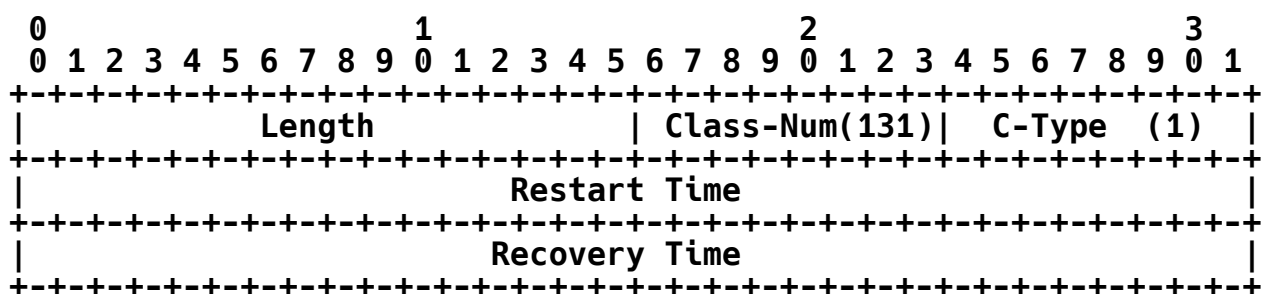 0                   1                   2                   3
 0 1 2 3 4 5 6 7 8 9 0 1 2 3 4 5 6 7 8 9 0 1 2 3 4 5 6 7 8 9 0 1
+-+-+-+-+-+-+-+-+-+-+-+-+-+-+-+-+-+-+-+-+-+-+-+-+-+-+-+-+-+-+-+-+
|            Length             | Class-Num(131)|  C-Type  (1)  |
+-+-+-+-+-+-+-+-+-+-+-+-+-+-+-+-+-+-+-+-+-+-+-+-+-+-+-+-+-+-+-+-+
|                         Restart Time                          |
+-+-+-+-+-+-+-+-+-+-+-+-+-+-+-+-+-+-+-+-+-+-+-+-+-+-+-+-+-+-+-+-+
|                        Recovery Time                          |
+-+-+-+-+-+-+-+-+-+-+-+-+-+-+-+-+-+-+-+-+-+-+-+-+-+-+-+-+-+-+-+-+